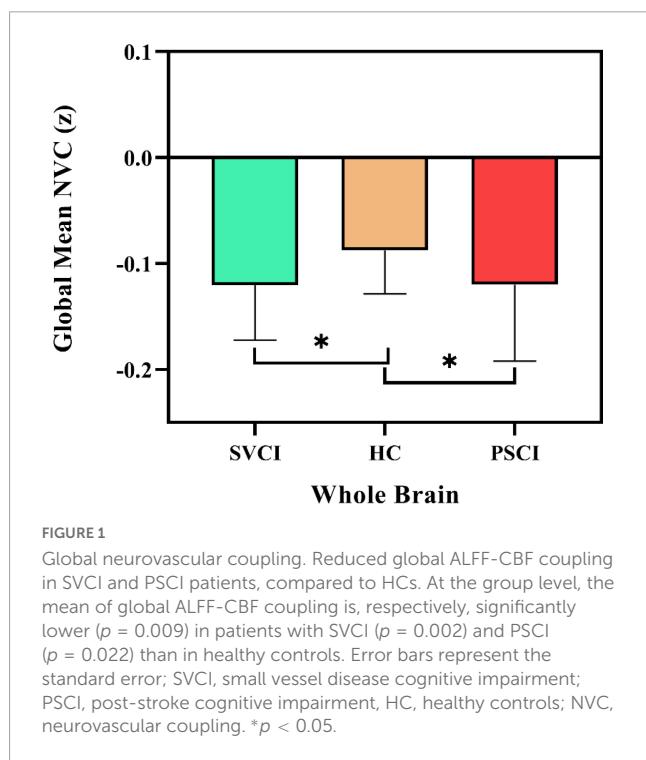 0.1
0.0
-0.1
-0.2
Global Mean NVC (z)
*
*
SVCI HC PSCI
Whole Brain
FIGURE 1
Global neurovascular coupling. Reduced global ALFF-CBF coupling
in SVCI and PSCI patients, compared to HCs. At the group level, the
mean of global ALFF-CBF coupling is, respectively, significantly
lower (p = 0.009) in patients with SVCI (p = 0.002) and PSCI
(p = 0.022) than in healthy controls. Error bars represent the
standard error; SVCI, small vessel disease cognitive impairment;
PSCI, post-stroke cognitive impairment, HC, healthy controls; NVC,
neurovascular coupling. *p < 0.05.